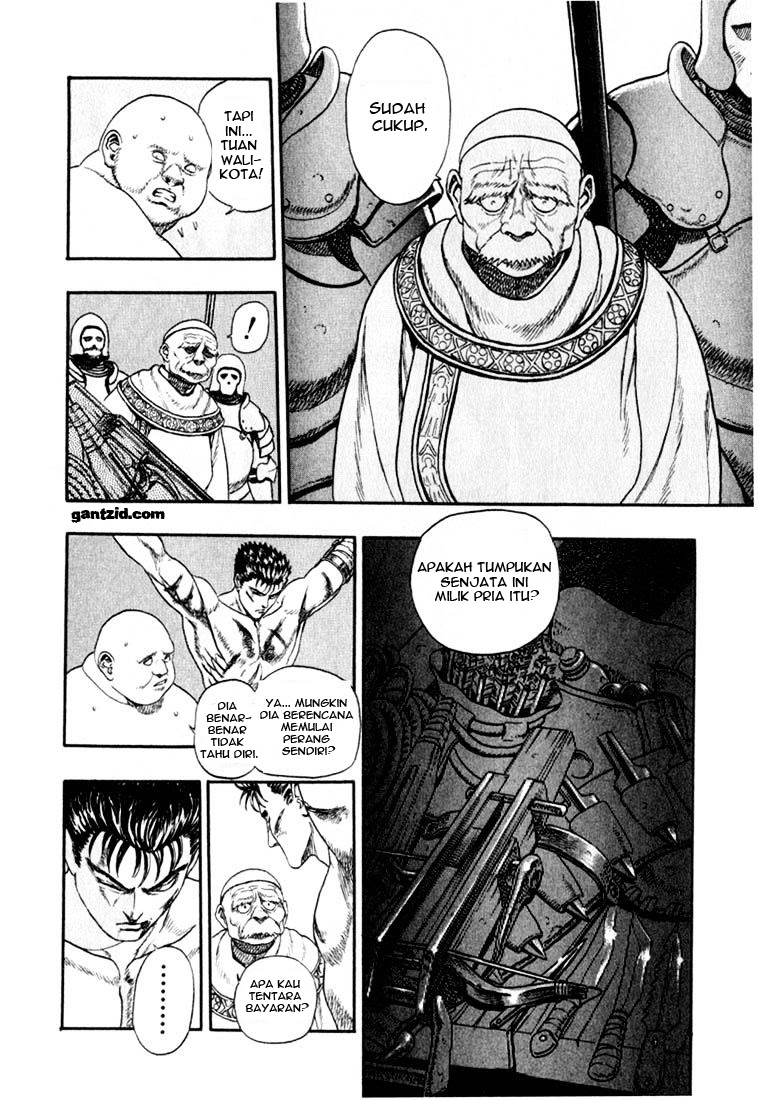 SUDAH
CUKUP.
TAPI
INI...
TUAN
WALI-
KOTA!
!
gantzid.com
APAKAH TUMPUKAN
SENJATA INI
MILIK PRIA ITU?
YA... MUNGKIN
DIA BERENCANA
MEMULAI
PERANG
SENDIRI?
DIA
BENAR-
BENAR
TIDAK
TAHU DIRI.
APA KAU
TENTARA
BAYARAN?
........